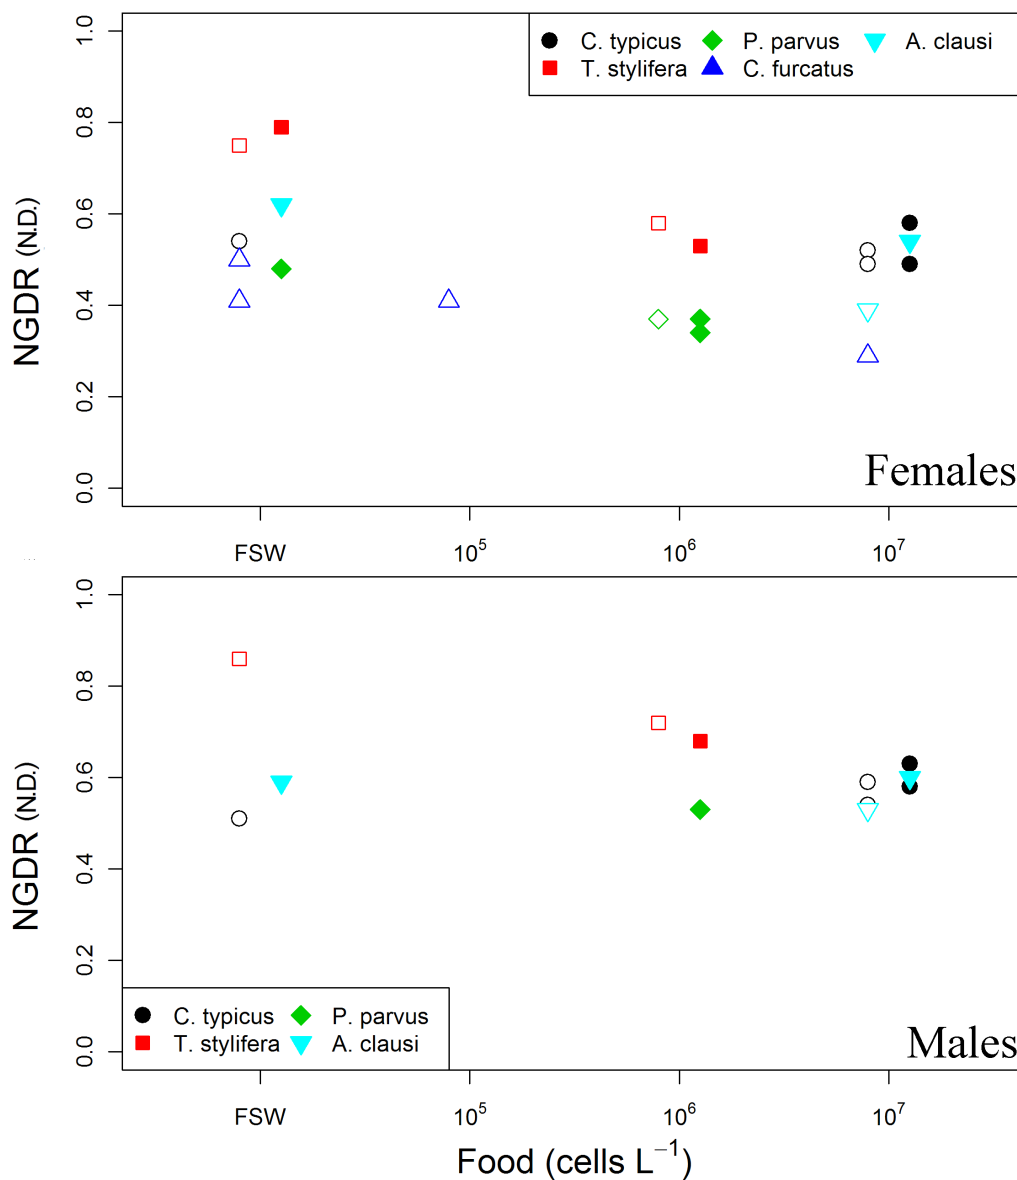 C. typicus P. parvus A. clausi
T. stylifera C. furcatus
1.0
0.8
0.6
0.4
0.2
0.0
NGDR (N.D.)
Females
FSW 10⁵ 10⁶ 10⁷
1.0
0.8
0.6
0.4
0.2
0.0
NGDR (N.D.)
C. typicus P. parvus
T. stylifera A. clausi
Males
FSW 10⁵ 10⁶ 10⁷
Food (cells L⁻¹)